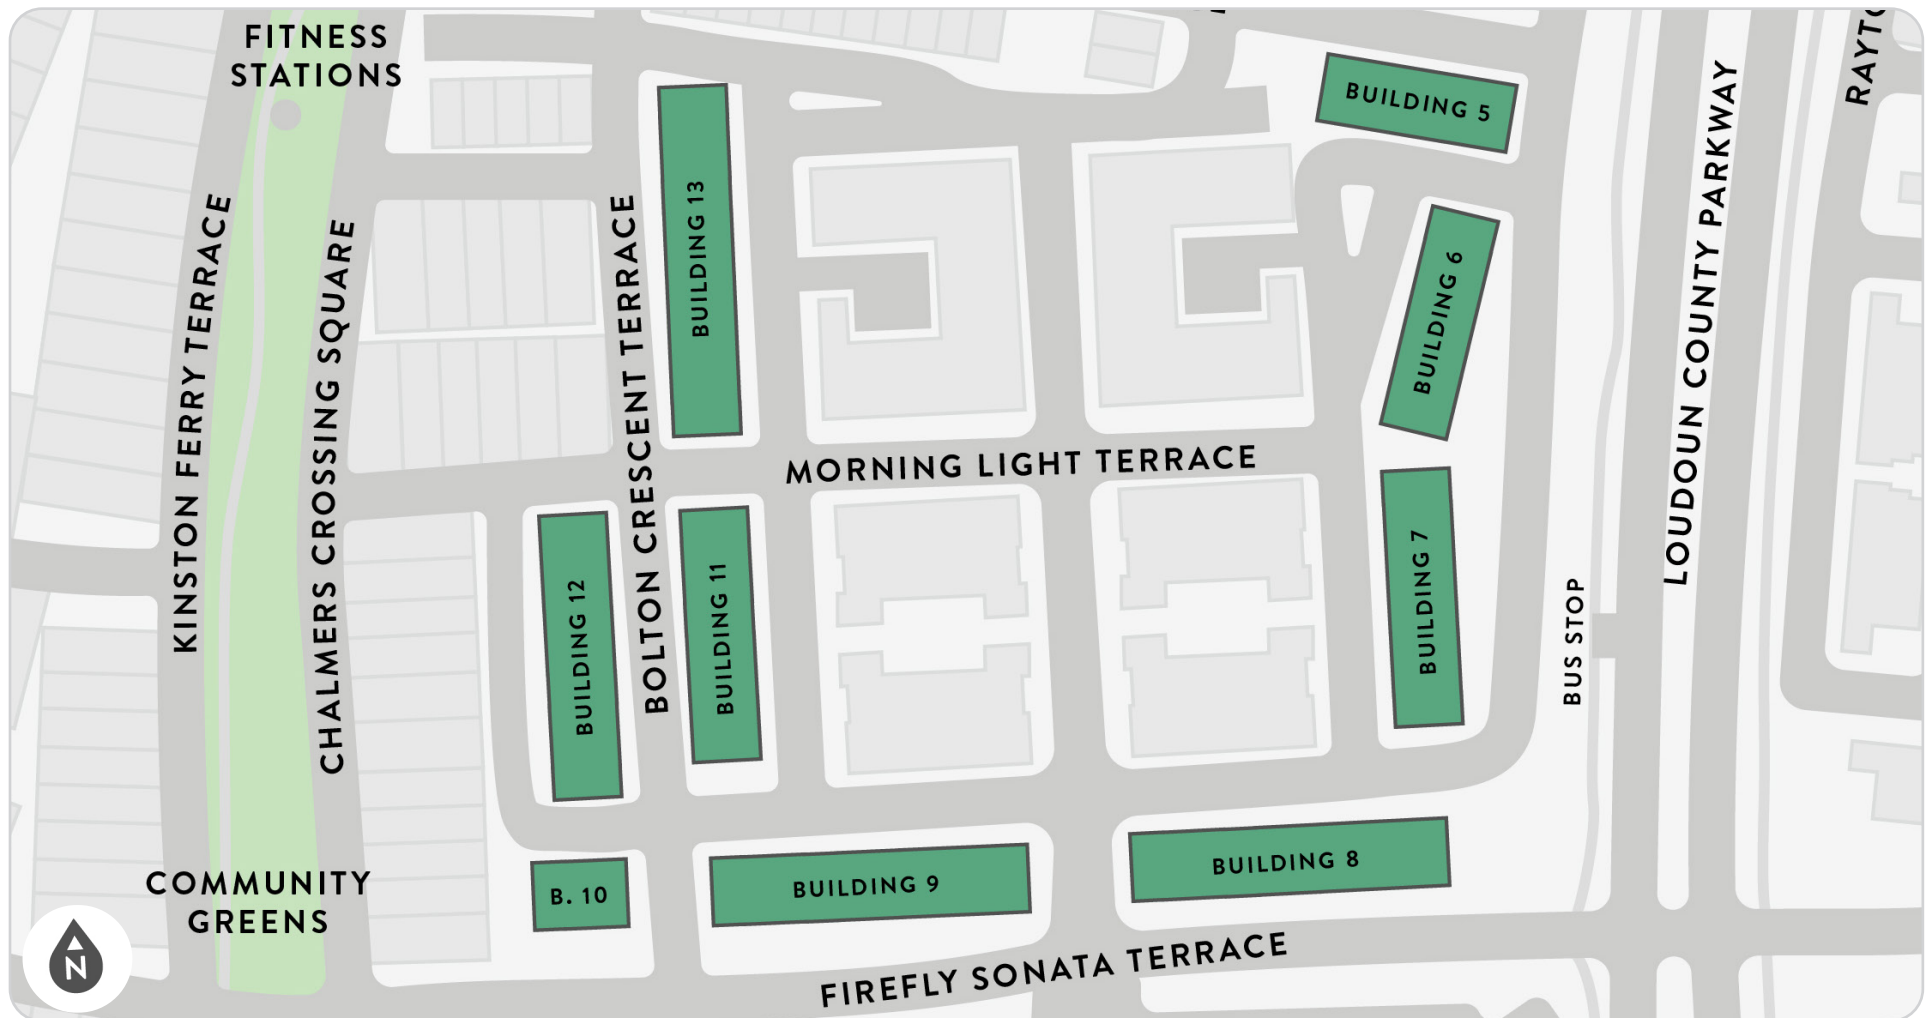 FITNESS
STATIONS
BUILDING 5
RAYTO
BUILDING 13
KINSTON FERRY TERRACE
CHALMERS CROSSING SQUARE
BOLTON CRESCENT TERRACE
BUILDING 6
LOUDOUN COUNTY PARKWAY
MORNING LIGHT TERRACE
BUILDING 12
BUILDING 11
BUILDING 7
BUS STOP
COMMUNITY
GREENS
B. 10
BUILDING 9
BUILDING 8
FIREFLY SONATA TERRACE
N